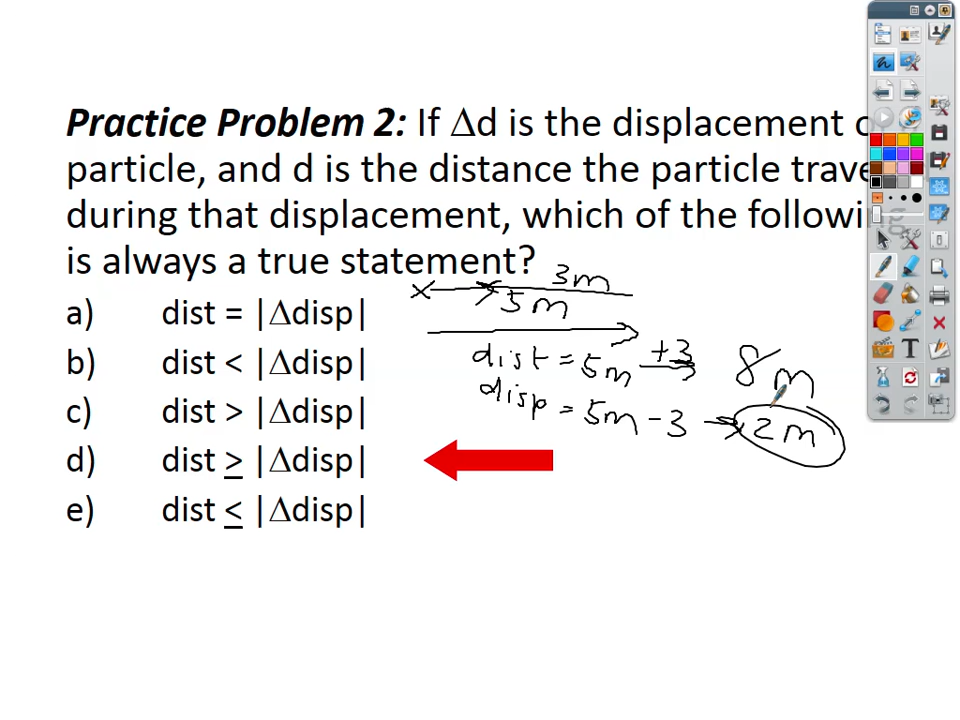 Practice Problem 2: If Δd is the displacement o
particle, and d is the distance the particle trave
during that displacement, which of the following
is always a true statement?
3m
5m
a) dist = |Δdisp|
dist = 5m +3 8m
b) dist < |Δdisp|
disp = 5m - 3 → 2m
c) dist > |Δdisp|
d) dist ≥ |Δdisp|
e) dist ≤ |Δdisp|